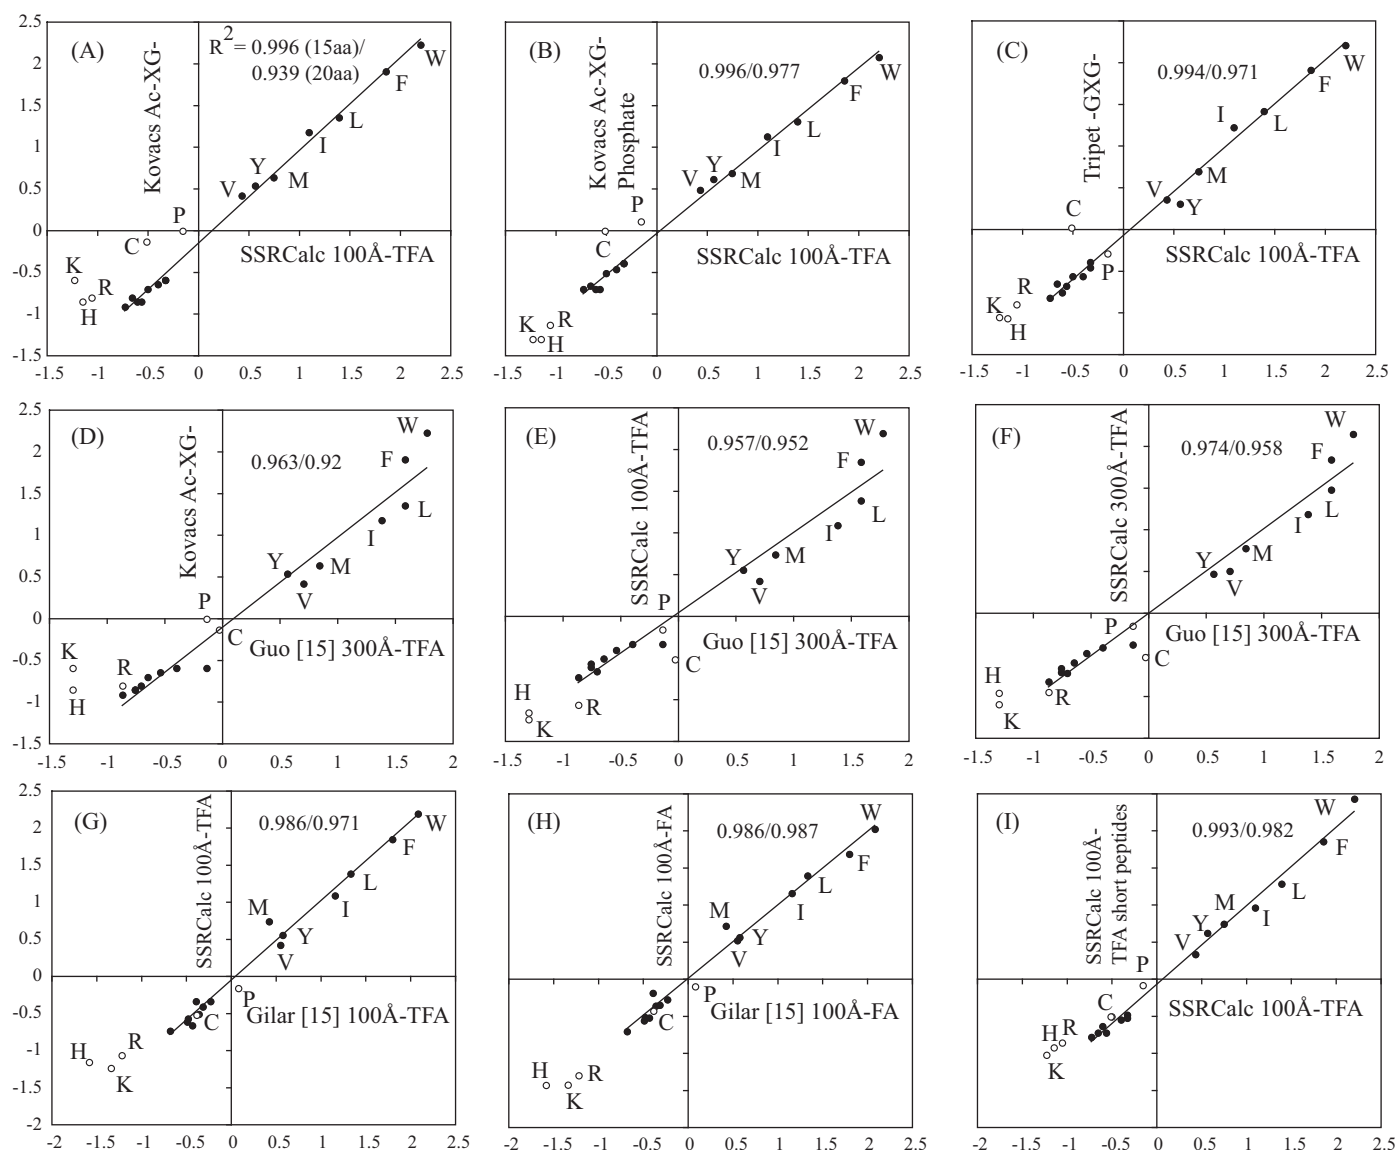 (A)
R² = 0.996 (15aa)/
0.939 (20aa)
Kovacs Ac-XG-
SSRCalc 100Å-TFA
W
F
L
I
M
Y
V
P
C
K
R
H
2.5
2
1.5
1
0.5
0
-0.5
-1
-1.5
-1.5 -1 -0.5 0 0.5 1 1.5 2 2.5
(B)
0.996/0.977
Kovacs Ac-XG-
Phosphate
SSRCalc 100Å-TFA
W
F
L
I
M
Y
V
P
C
K
R
H
-1.5 -1 -0.5 0 0.5 1 1.5 2 2.5
(C)
0.994/0.971
Tripet -GXG-
SSRCalc 100Å-TFA
W
F
L
I
M
Y
V
C
P
R
K
H
-1.5 -1 -0.5 0 0.5 1 1.5 2 2.5
(D)
0.963/0.92
Kovacs Ac-XG-
Guo [15] 300Å-TFA
W
F
L
I
M
Y
V
P
C
K
R
H
2.5
2
1.5
1
0.5
0
-0.5
-1
-1.5
-1.5 -1 -0.5 0 0.5 1 1.5 2
(E)
0.957/0.952
SSRCalc 100Å-TFA
Guo [15] 300Å-TFA
W
F
L
I
M
Y
V
P
C
R
H
K
-1.5 -1 -0.5 0 0.5 1 1.5 2
(F)
0.974/0.958
SSRCalc 300Å-TFA
Guo [15] 300Å-TFA
W
F
L
I
M
Y
V
P
C
R
H
K
-1.5 -1 -0.5 0 0.5 1 1.5 2
(G)
0.986/0.971
SSRCalc 100Å-TFA
Gilar [15] 100Å-TFA
W
F
L
I
M
Y
V
P
C
R
H
K
2.5
2
1.5
1
0.5
0
-0.5
-1
-1.5
-2
-2 -1.5 -1 -0.5 0 0.5 1 1.5 2 2.5
(H)
0.986/0.987
SSRCalc 100Å-FA
Gilar [15] 100Å-FA
W
F
L
I
M
Y
V
P
C
R
H
K
-2 -1.5 -1 -0.5 0 0.5 1 1.5 2 2.5
(I)
0.993/0.982
SSRCalc 100Å-
TFA short peptides
SSRCalc 100Å-TFA
W
F
L
I
M
Y
V
P
C
H
R
K
-2 -1.5 -1 -0.5 0 0.5 1 1.5 2 2.5